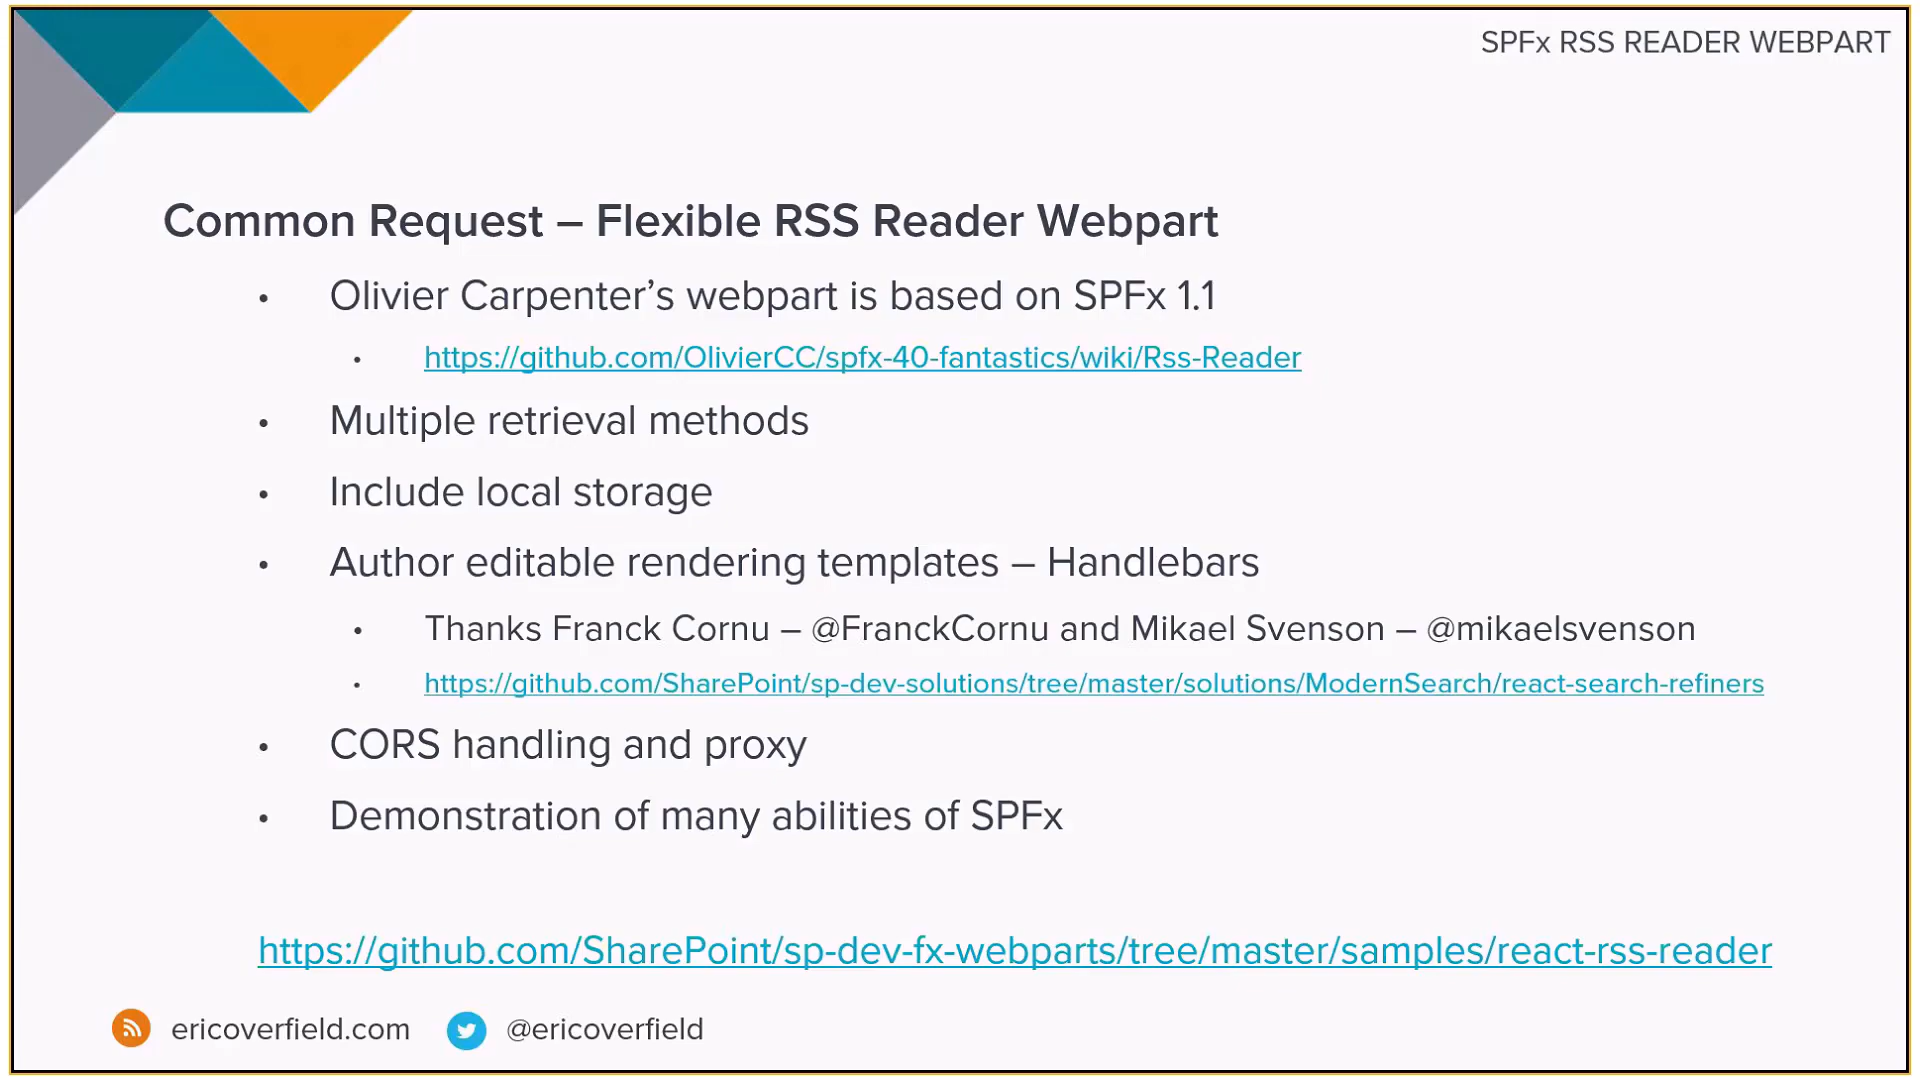 SPFx RSS READER WEBPART
Common Request – Flexible RSS Reader Webpart
• Olivier Carpenter’s webpart is based on SPFx 1.1
• https://github.com/OlivierCC/spfx-40-fantastics/wiki/Rss-Reader
• Multiple retrieval methods
• Include local storage
• Author editable rendering templates – Handlebars
• Thanks Franck Cornu – @FranckCornu and Mikael Svenson – @mikaelsvenson
• https://github.com/SharePoint/sp-dev-solutions/tree/master/solutions/ModernSearch/react-search-refiners
• CORS handling and proxy
• Demonstration of many abilities of SPFx
https://github.com/SharePoint/sp-dev-fx-webparts/tree/master/samples/react-rss-reader
ericoverfield.com @ericoverfield